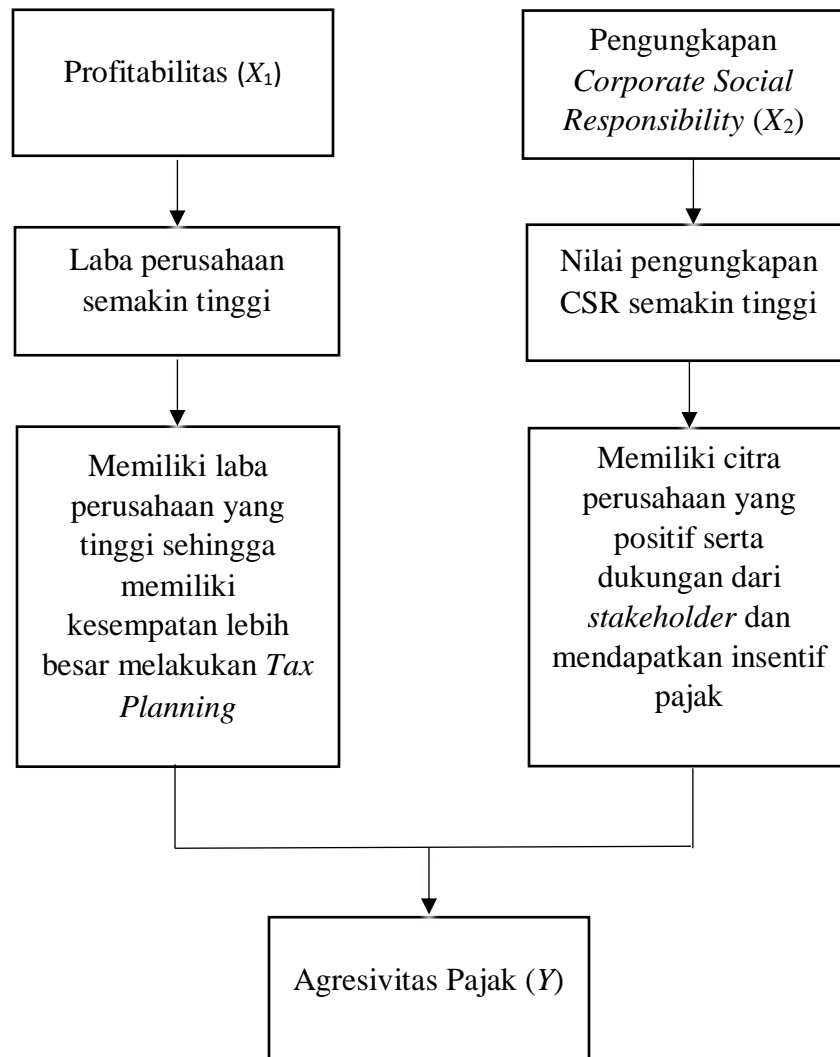 Profitabilitas (X₁)
Laba perusahaan
semakin tinggi
Memiliki laba
perusahaan yang
tinggi sehingga
memiliki
kesempatan lebih
besar melakukan Tax
Planning
Pengungkapan
Corporate Social
Responsibility (X₂)
Nilai pengungkapan
CSR semakin tinggi
Memiliki citra
perusahaan yang
positif serta
dukungan dari
stakeholder dan
mendapatkan insentif
pajak
Agresivitas Pajak (Y)